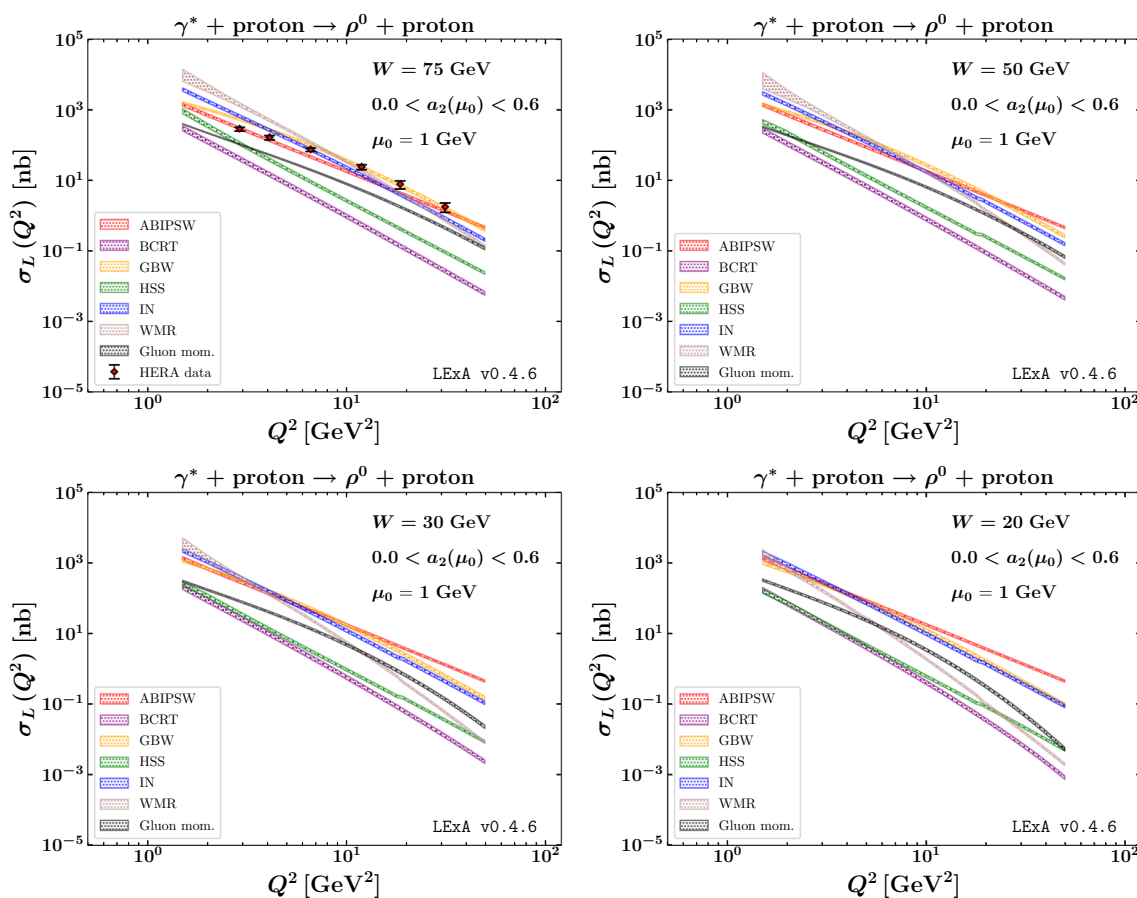 γ* + proton → ρ⁰ + proton
10⁵
10³
10¹
10⁻¹
10⁻³
10⁻⁵
σ_L (Q²) [nb]
W = 75 GeV
0.0 < a₂(μ₀) < 0.6
μ₀ = 1 GeV
ABIPSW
BCRT
GBW
HSS
IN
WMR
Gluon mom.
HERA data
LExA v0.4.6
10⁰
10¹
10²
Q² [GeV²]
γ* + proton → ρ⁰ + proton
10⁵
10³
10¹
10⁻¹
10⁻³
10⁻⁵
σ_L (Q²) [nb]
W = 50 GeV
0.0 < a₂(μ₀) < 0.6
μ₀ = 1 GeV
ABIPSW
BCRT
GBW
HSS
IN
WMR
Gluon mom.
LExA v0.4.6
10⁰
10¹
10²
Q² [GeV²]
γ* + proton → ρ⁰ + proton
10⁵
10³
10¹
10⁻¹
10⁻³
10⁻⁵
σ_L (Q²) [nb]
W = 30 GeV
0.0 < a₂(μ₀) < 0.6
μ₀ = 1 GeV
ABIPSW
BCRT
GBW
HSS
IN
WMR
Gluon mom.
LExA v0.4.6
10⁰
10¹
10²
Q² [GeV²]
γ* + proton → ρ⁰ + proton
10⁵
10³
10¹
10⁻¹
10⁻³
10⁻⁵
σ_L (Q²) [nb]
W = 20 GeV
0.0 < a₂(μ₀) < 0.6
μ₀ = 1 GeV
ABIPSW
BCRT
GBW
HSS
IN
WMR
Gluon mom.
LExA v0.4.6
10⁰
10¹
10²
Q² [GeV²]